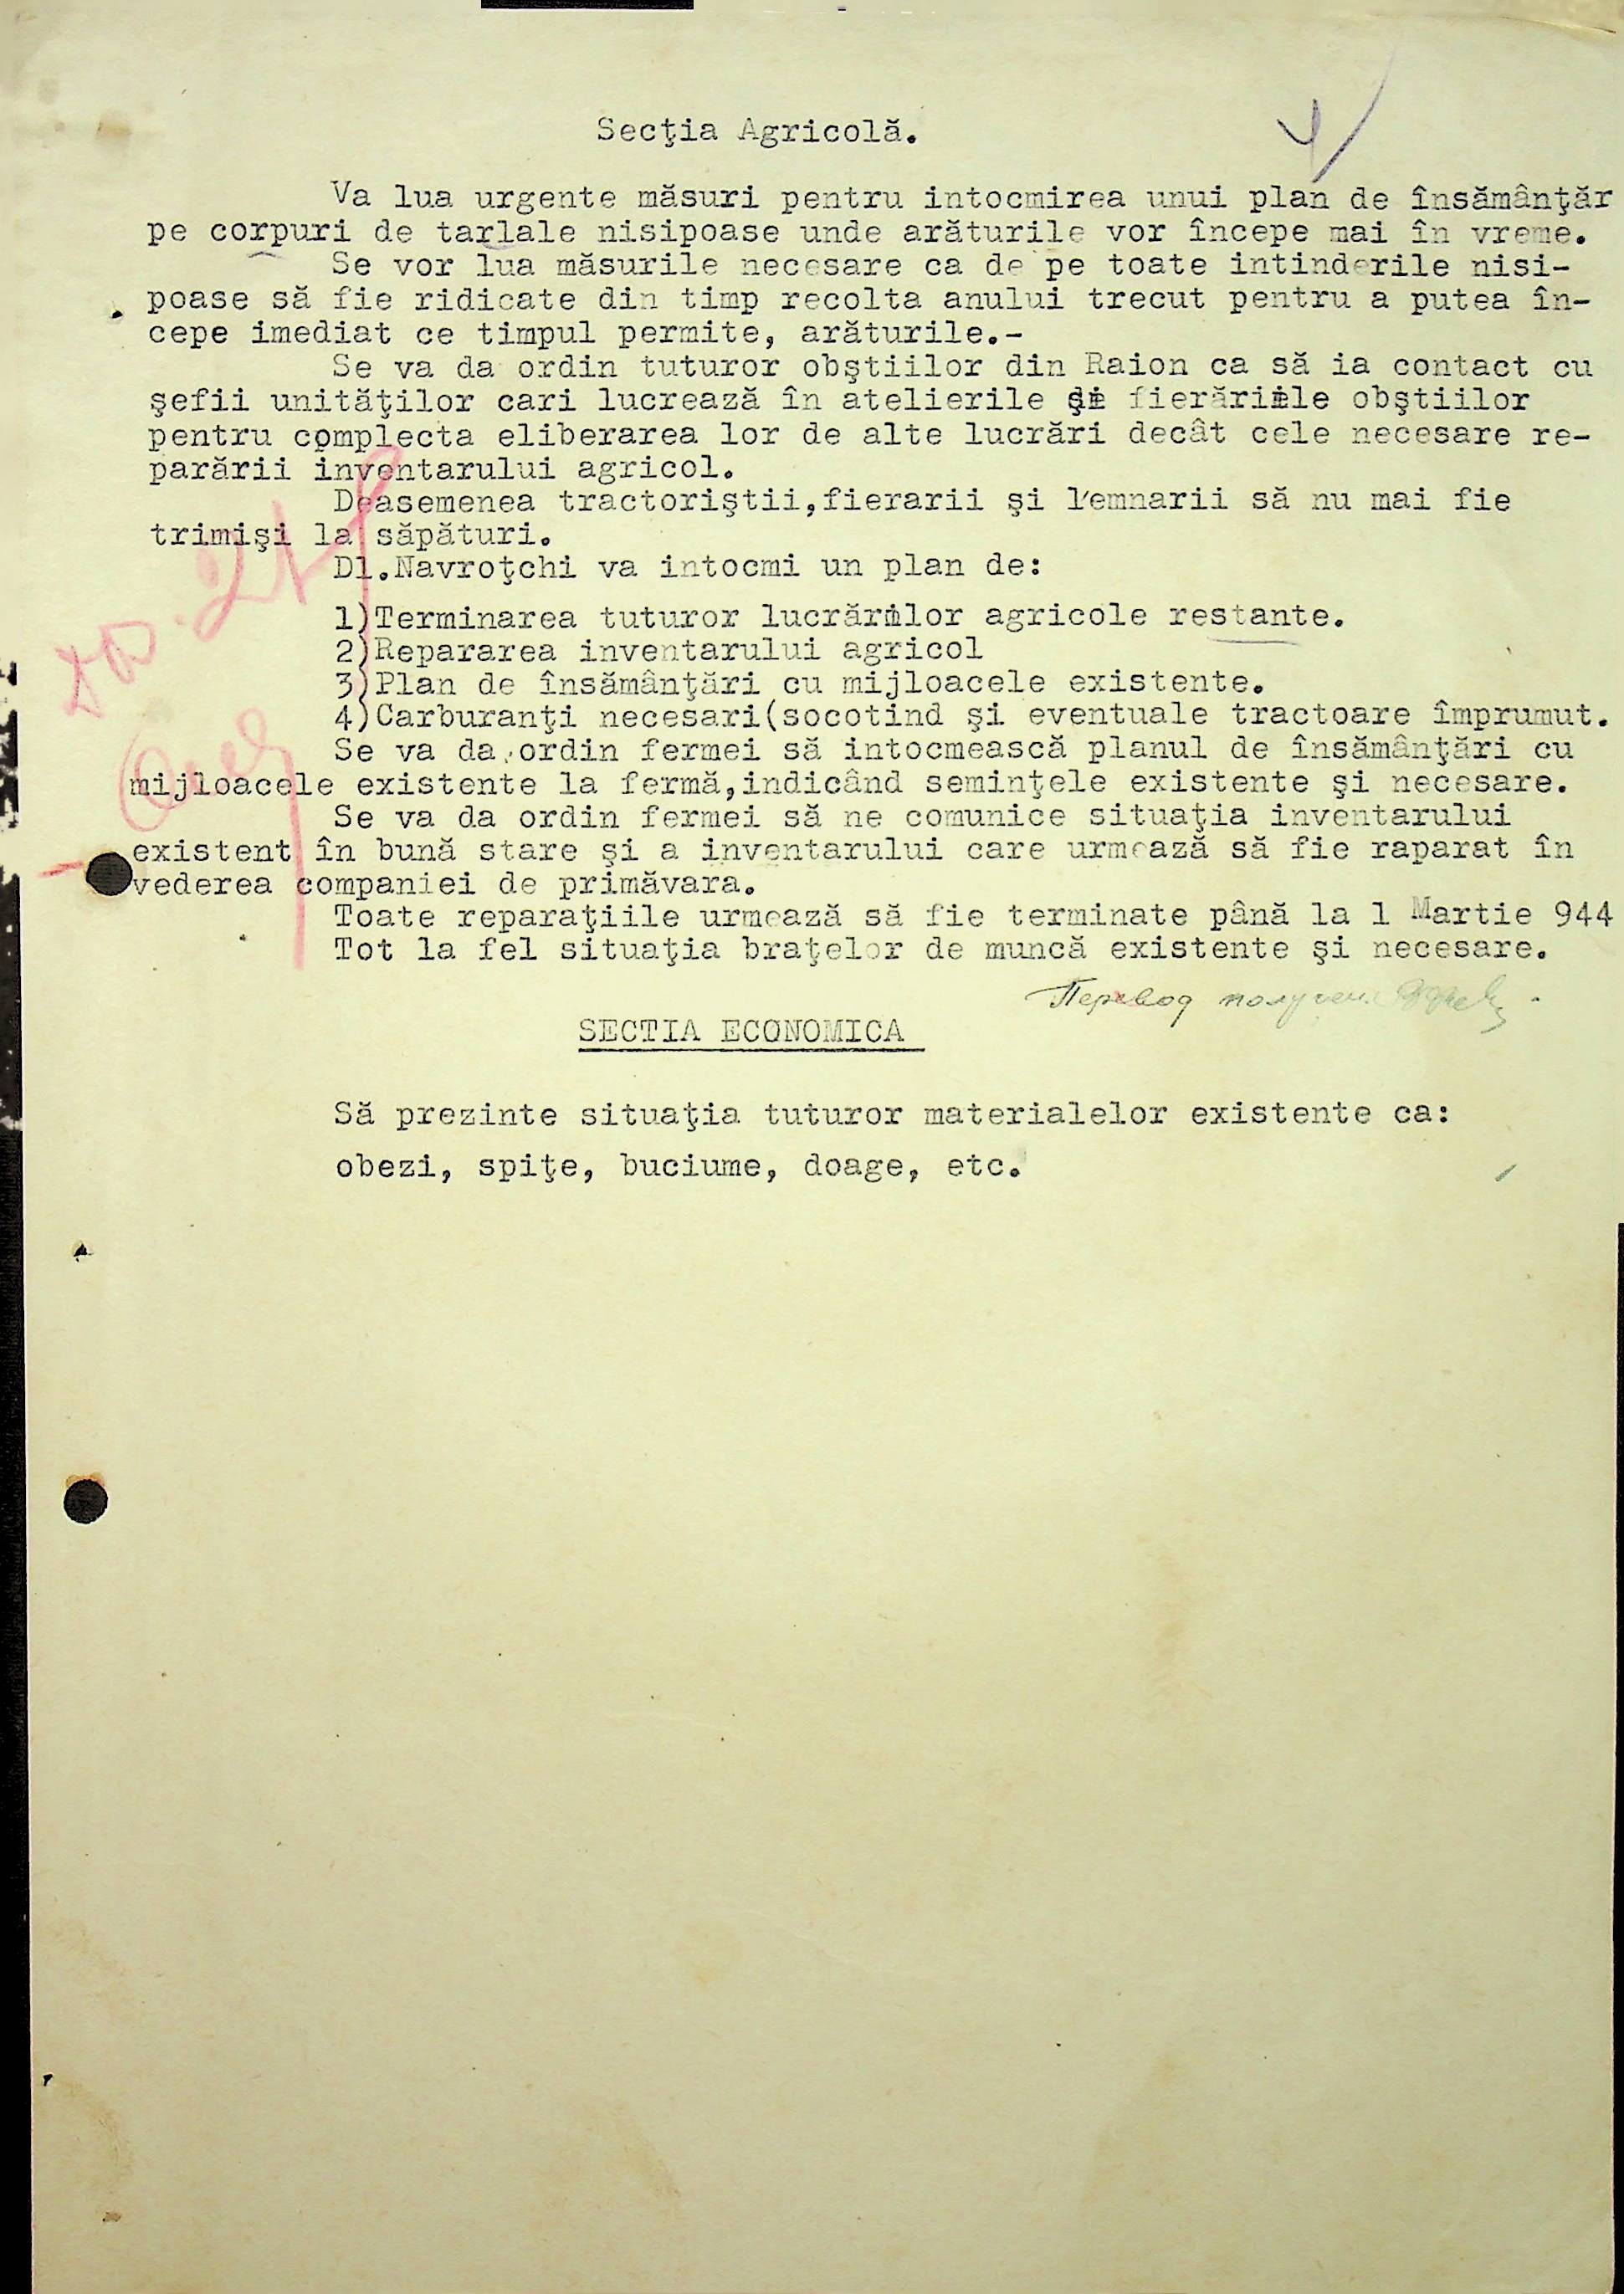 Secţia Agricolă.
4
Va lua urgente măsuri pentru intocmirea unui plan de însămânţăr
pe corpuri de tarlale nisipoase unde arăturile vor începe mai în vreme.
Se vor lua măsurile necesare ca de pe toate intinderile nisi-
poase să fie ridicate din timp recolta anului trecut pentru a putea în-
cepe imediat ce timpul permite, arăturile.-
Se va da ordin tuturor obştiilor din Raion ca să ia contact cu
şefii unităţilor cari lucrează în atelierile şi fierăriile obştiilor
pentru complecta eliberarea lor de alte lucrări decât cele necesare re-
parării inventarului agricol.
Deasemenea tractoriştii,fierarii şi lemnarii să nu mai fie
trimişi la săpături.
Dl.Navroţchi va intocmi un plan de:
1)Terminarea tuturor lucrărilor agricole restante.
2)Repararea inventarului agricol
3)Plan de însămânţări cu mijloacele existente.
4)Carburanţi necesari(socotind şi eventuale tractoare împrumut.
Se va da ordin fermei să intocmească planul de însămânţări cu
mijloacele existente la fermă,indicând seminţele existente şi necesare.
Se va da ordin fermei să ne comunice situaţia inventarului
existent în bună stare şi a inventarului care urmează să fie raparat în
vederea companiei de primăvara.
Toate reparaţiile urmează să fie terminate până la 1 Martie 944
Tot la fel situaţia braţelor de muncă existente şi necesare.
Перевод
SECTIA ECONOMICA
Să prezinte situaţia tuturor materialelor existente ca:
obezi, spiţe, buciume, doage, etc.